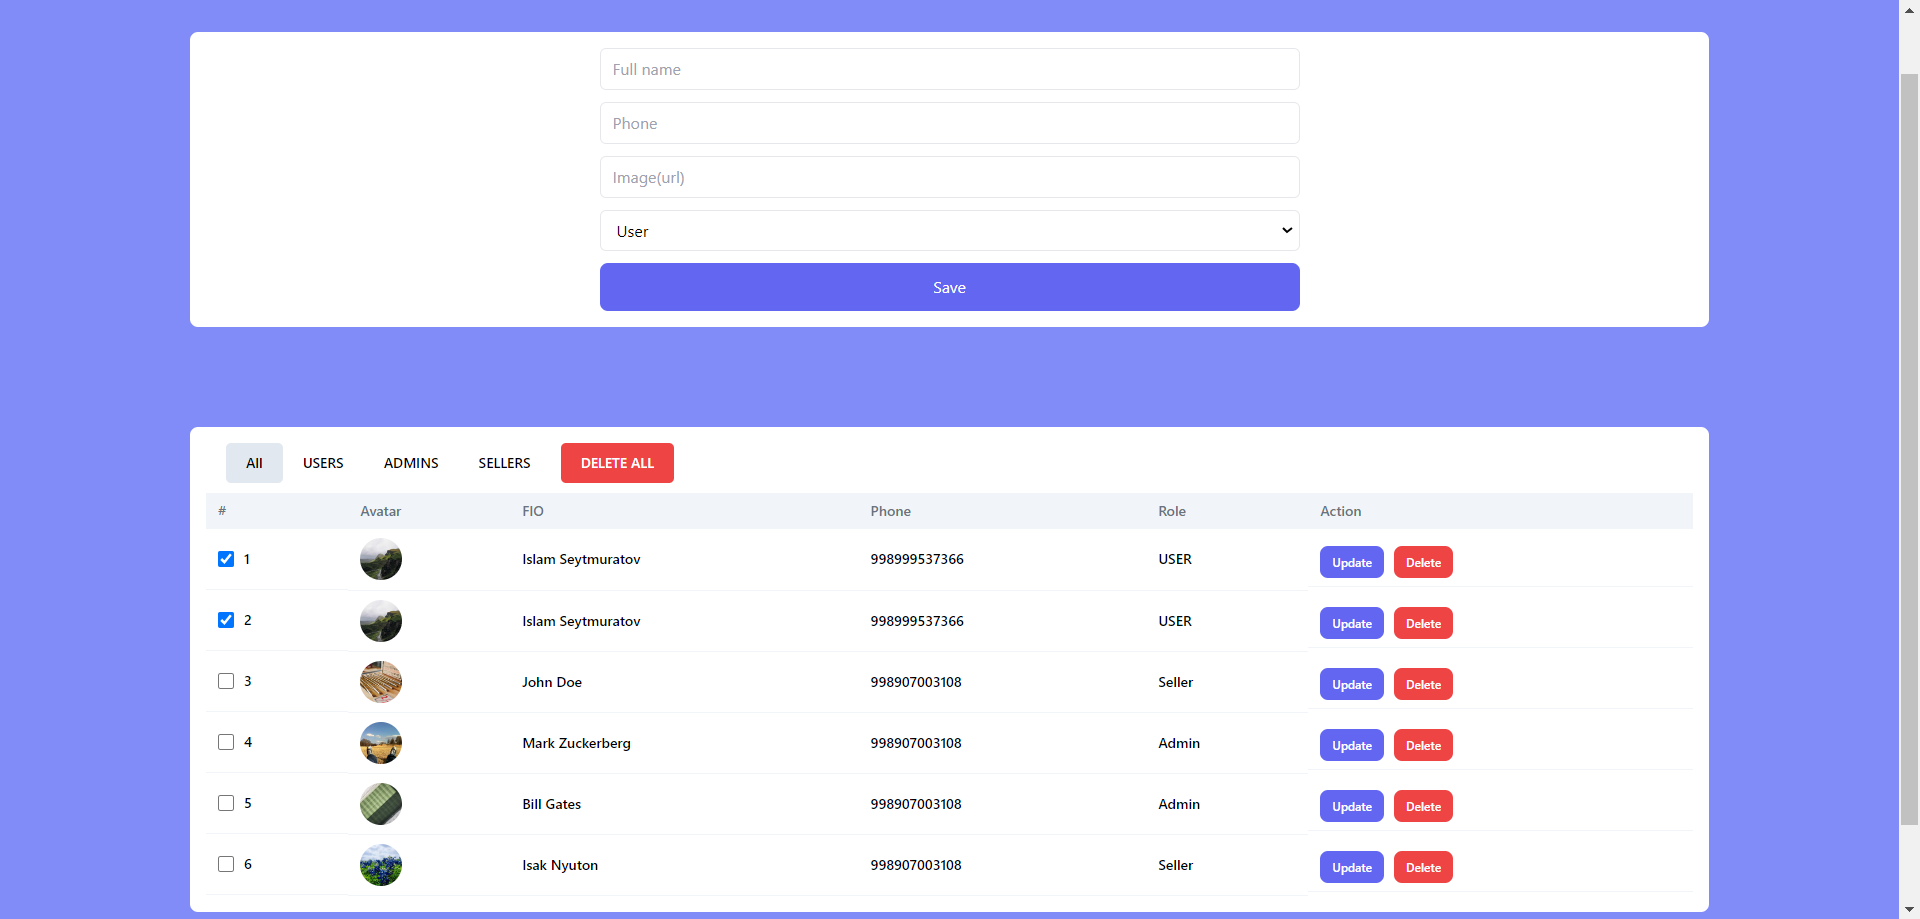 Full name
Phone
Image(url)
User
Save
All USERS ADMINS SELLERS DELETE ALL
# Avatar FIO Phone Role Action
1 Islam Seytmuratov 998999537366 USER Update Delete
2 Islam Seytmuratov 998999537366 USER Update Delete
3 John Doe 998907003108 Seller Update Delete
4 Mark Zuckerberg 998907003108 Admin Update Delete
5 Bill Gates 998907003108 Admin Update Delete
6 Isak Nyuton 998907003108 Seller Update Delete